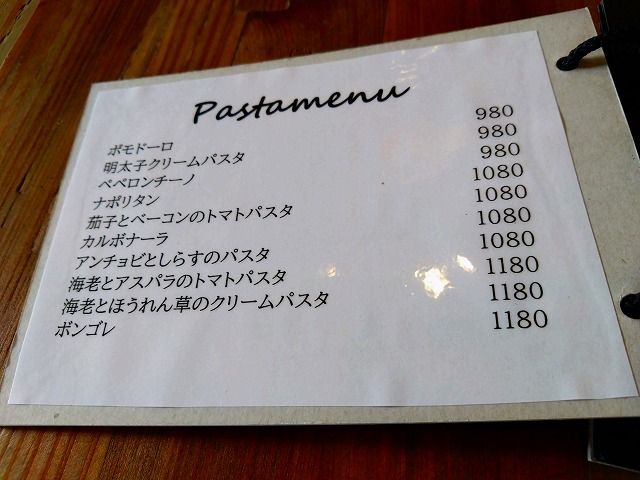 Pastamenu
ポモドーロ 980
明太子クリームパスタ 980
ペペロンチーノ 980
ナポリタン 1080
茄子とベーコンのトマトパスタ 1080
カルボナーラ 1080
アンチョビとしらすのパスタ 1080
海老とアスパラのトマトパスタ 1180
海老とほうれん草のクリームパスタ 1180
ボンゴレ 1180